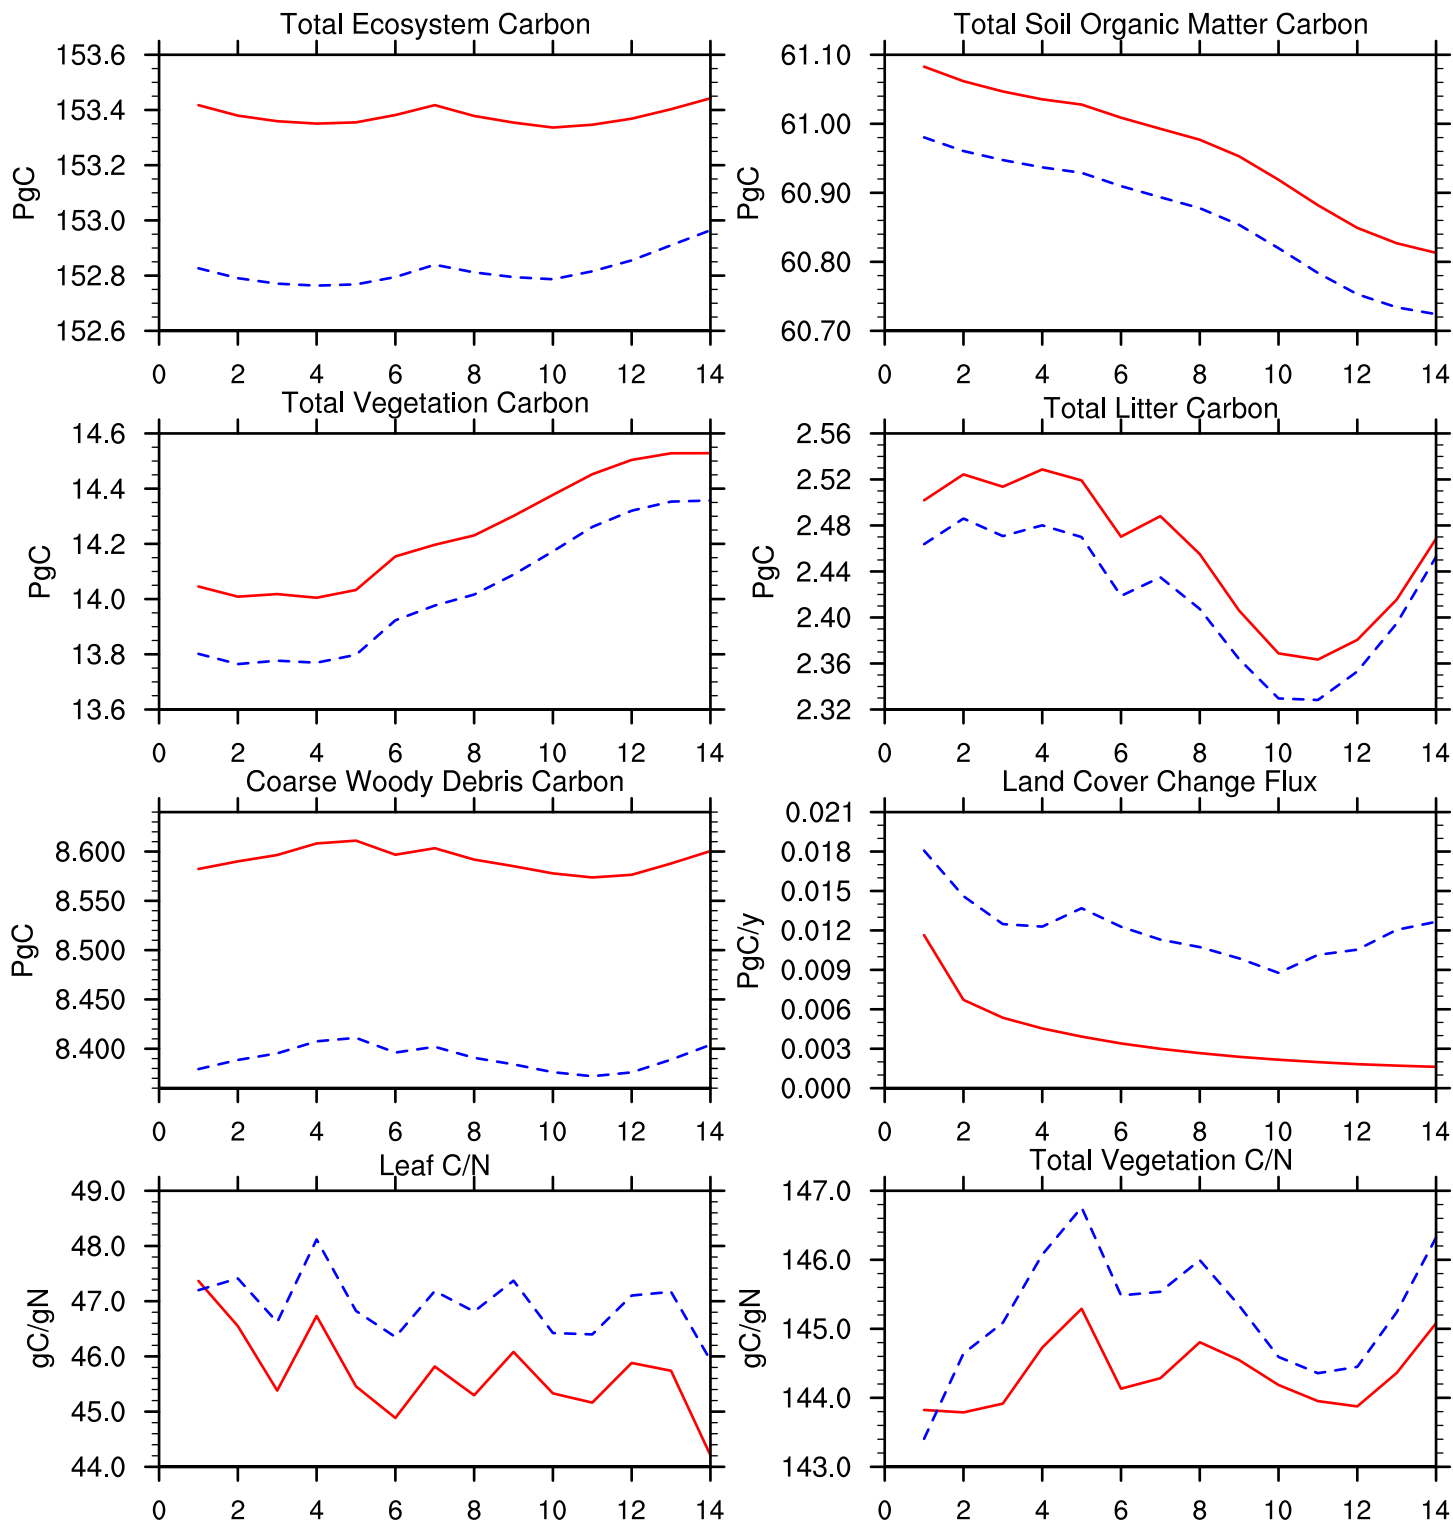 Total Ecosystem Carbon
PgC
153.6
153.4
153.2
153.0
152.8
152.6
0 2 4 6 8 10 12 14
Total Soil Organic Matter Carbon
PgC
61.10
61.00
60.90
60.80
60.70
0 2 4 6 8 10 12 14
Total Vegetation Carbon
PgC
14.6
14.4
14.2
14.0
13.8
13.6
0 2 4 6 8 10 12 14
Total Litter Carbon
PgC
2.56
2.52
2.48
2.44
2.40
2.36
2.32
0 2 4 6 8 10 12 14
Coarse Woody Debris Carbon
PgC
8.600
8.550
8.500
8.450
8.400
0 2 4 6 8 10 12 14
Land Cover Change Flux
PgC/y
0.021
0.018
0.015
0.012
0.009
0.006
0.003
0.000
0 2 4 6 8 10 12 14
Leaf C/N
gC/gN
49.0
48.0
47.0
46.0
45.0
44.0
0 2 4 6 8 10 12 14
Total Vegetation C/N
gC/gN
147.0
146.0
145.0
144.0
143.0
0 2 4 6 8 10 12 14